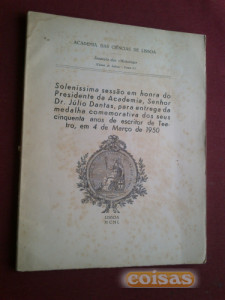 ACADEMIA DAS CIÊNCIAS DE LISBOA
Soleníssima sessão em honra do
Presidente da Academia, Senhor
Dr. Júlio Dantas, para entrega da
medalha comemorativa dos seus
cinquenta anos de escritor de Tea-
tro, em 4 de Março de 1950
LISBOA
coisas